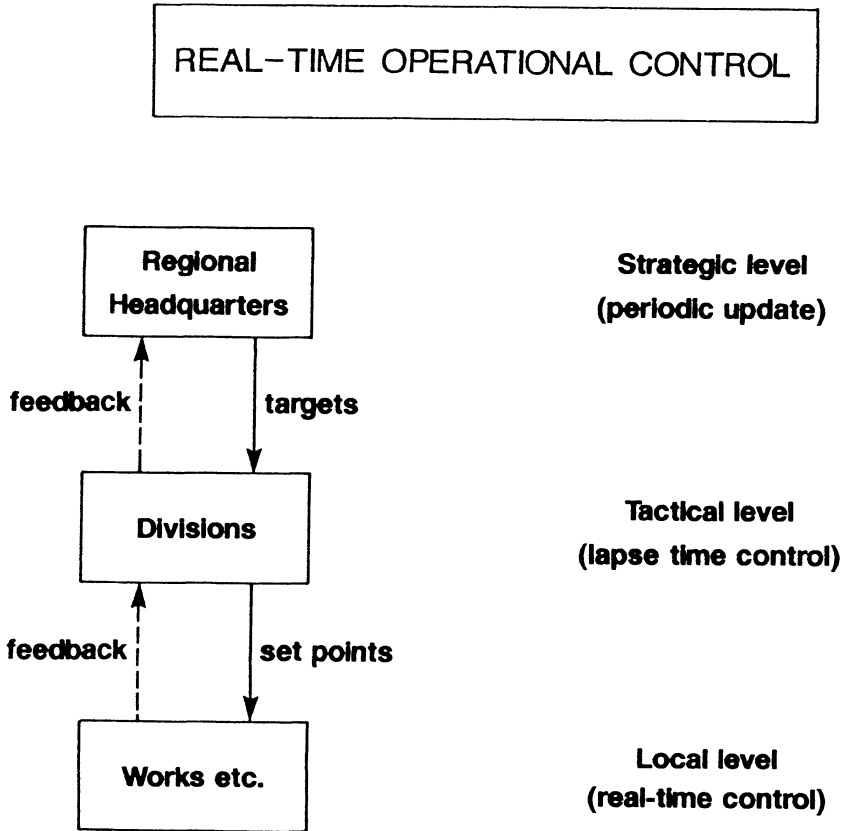 REAL-TIME OPERATIONAL CONTROL
Regional
Headquarters
Strategic level
(periodic update)
feedback
targets
Divisions
Tactical level
(lapse time control)
feedback
set points
Works etc.
Local level
(real-time control)